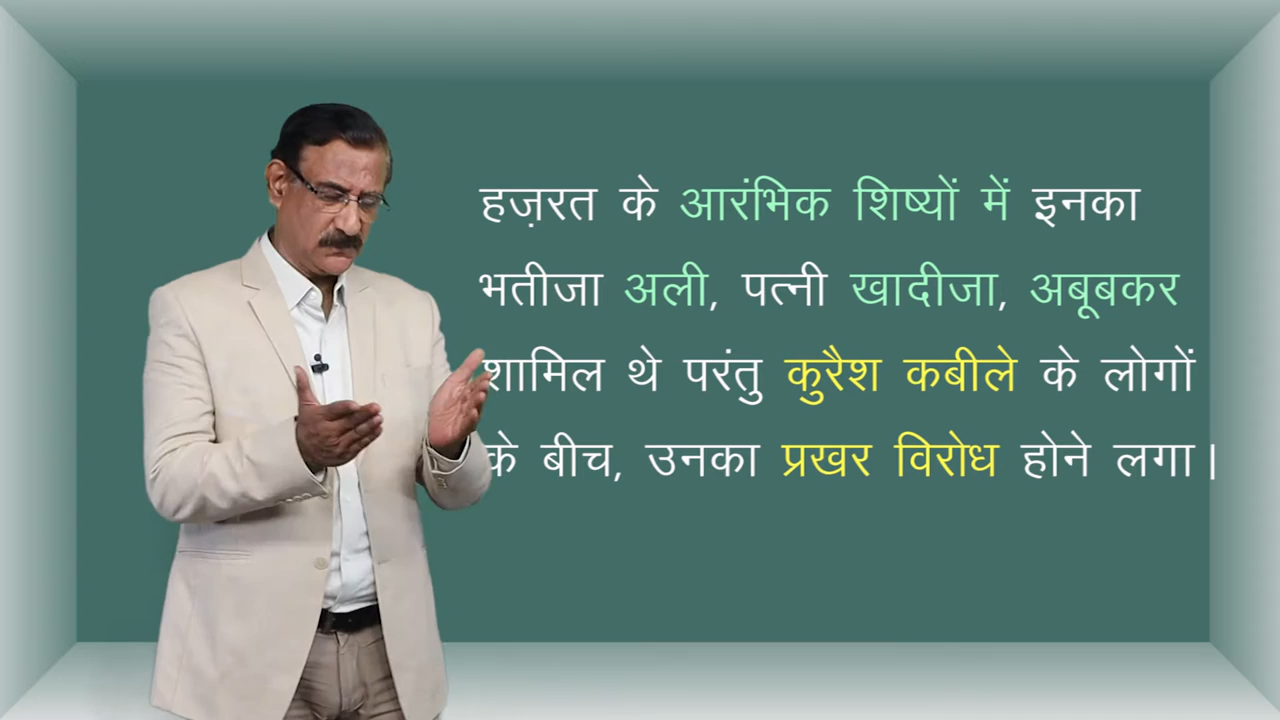 हज़रत के आरंभिक शिष्यों में इनका
भतीजा अली, पत्नी खादीजा, अबूबकर
शामिल थे परंतु कुरैश कबीले के लोगों
के बीच, उनका प्रखर विरोध होने लगा।